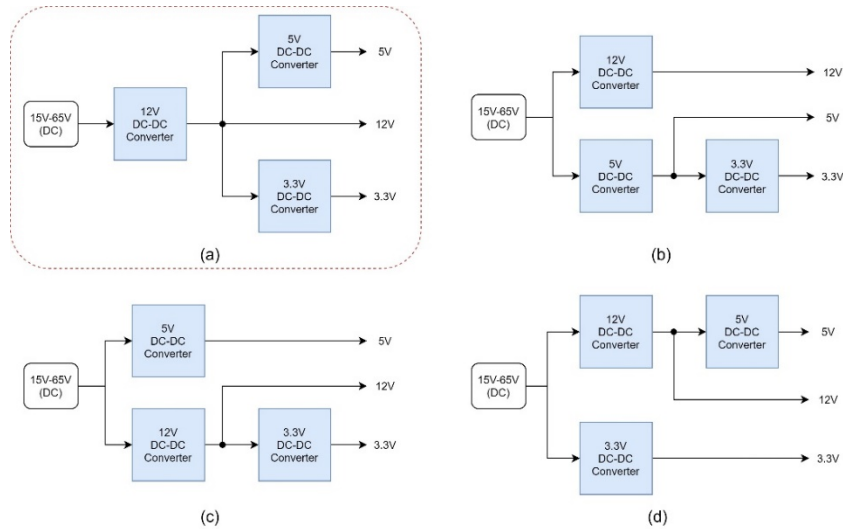 5V
DC-DC
Converter
5V
15V-65V
(DC)
12V
DC-DC
Converter
12V
3.3V
DC-DC
Converter
3.3V
(a)
12V
DC-DC
Converter
12V
15V-65V
(DC)
5V
5V
DC-DC
Converter
3.3V
DC-DC
Converter
3.3V
(b)
5V
DC-DC
Converter
5V
15V-65V
(DC)
12V
12V
DC-DC
Converter
3.3V
DC-DC
Converter
3.3V
(c)
12V
DC-DC
Converter
5V
DC-DC
Converter
5V
15V-65V
(DC)
12V
3.3V
DC-DC
Converter
3.3V
(d)